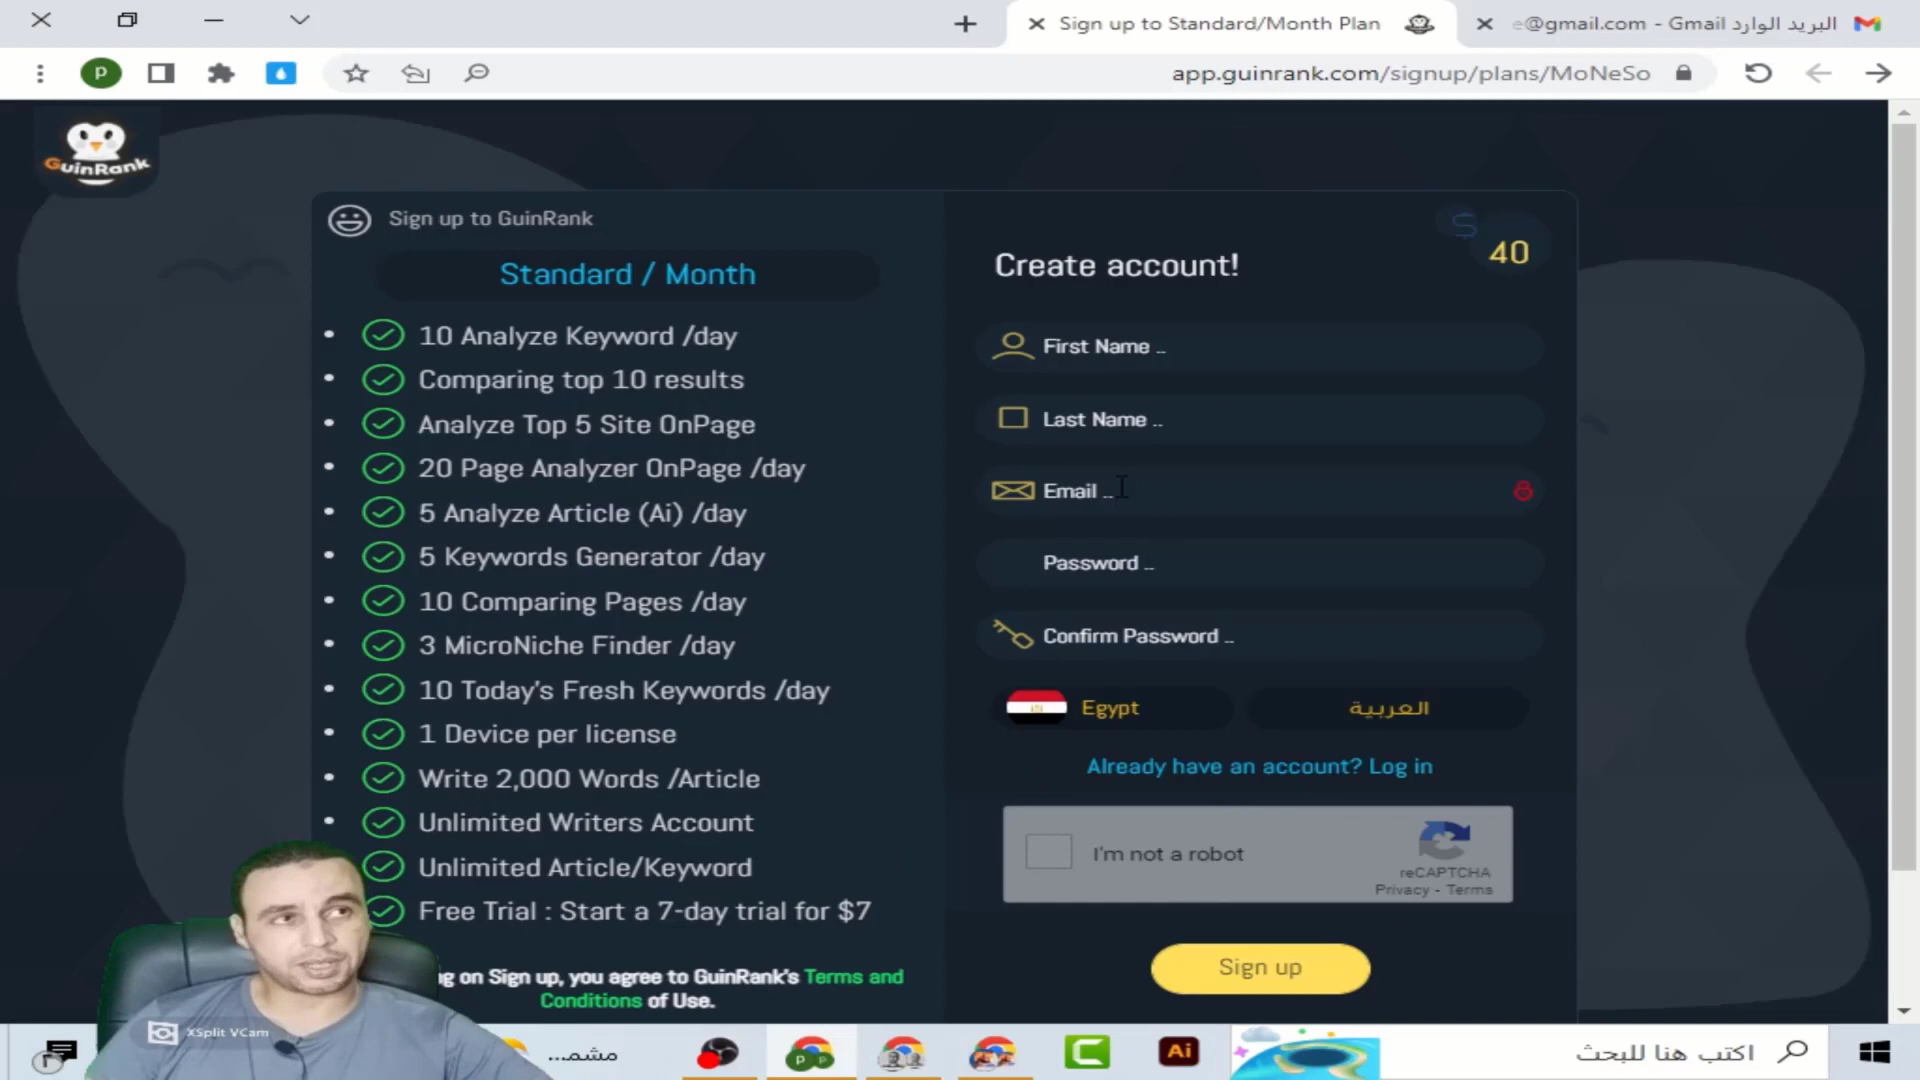 Sign up to Standard/Month Plan
e@gmail.com - Gmail البريد الوارد
app.guinrank.com/signup/plans/MoNeSo
P
GuinRank
Sign up to GuinRank
Standard / Month
10 Analyze Keyword /day
Comparing top 10 results
Analyze Top 5 Site OnPage
20 Page Analyzer OnPage /day
5 Analyze Article (Ai) /day
5 Keywords Generator /day
10 Comparing Pages /day
3 MicroNiche Finder /day
10 Today's Fresh Keywords /day
1 Device per license
Write 2,000 Words /Article
Unlimited Writers Account
Unlimited Article/Keyword
Free Trial : Start a 7-day trial for $7
g on Sign up, you agree to GuinRank's Terms and
Conditions of Use.
$
40
Create account!
First Name ..
Last Name ..
Email ..
Password ..
Confirm Password ..
Egypt
العربية
Already have an account? Log in
I'm not a robot
reCAPTCHA
Privacy - Terms
Sign up
XSplit VCam
مشم...
P P
C
Ai
اكتب هنا للبحث